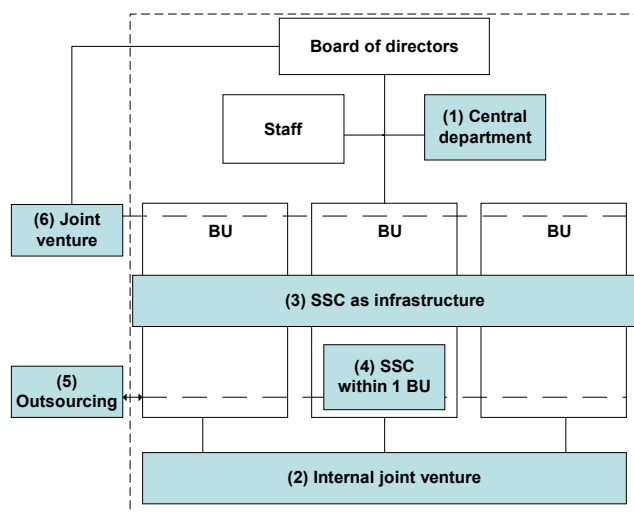 Board of directors
Staff
(1) Central
department
(6) Joint
venture
BU
BU
BU
(3) SSC as infrastructure
(4) SSC
within 1 BU
(5)
Outsourcing
(2) Internal joint venture